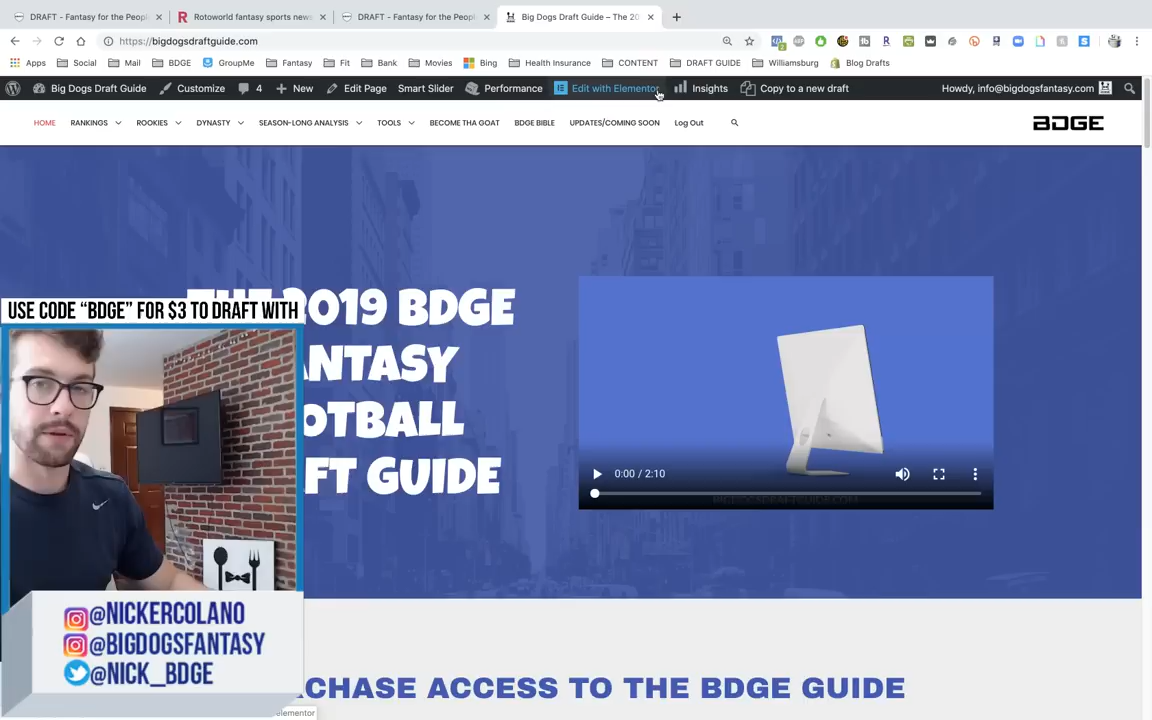 DRAFT - Fantasy for the Peopl
Rotoworld fantasy sports news
DRAFT - Fantasy for the Peopl
Big Dogs Draft Guide – The 20
https://bigdogsdraftguide.com
Apps
Social
Mail
BDGE
GroupMe
Fantasy
Fit
Bank
Movies
Bing
Health Insurance
CONTENT
DRAFT GUIDE
Williamsburg
Blog Drafts
Big Dogs Draft Guide
Customize
4
New
Edit Page
Smart Slider
Performance
Edit with Elementor
Insights
Copy to a new draft
Howdy, info@bigdogsfantasy.com
HOME
RANKINGS
ROOKIES
DYNASTY
SEASON-LONG ANALYSIS
TOOLS
BECOME THA GOAT
BDGE BIBLE
UPDATES/COMING SOON
Log Out
BDGE
2019 BDGE
NTASY
OTBALL
FT GUIDE
USE CODE “BDGE” FOR $3 TO DRAFT WITH
0:00 / 2:10
BIGDOGSDRAFTGUIDE.COM
@NICKERCOLANO
@BIGDOGSFANTASY
@NICK_BDGE
CHASE ACCESS TO THE BDGE GUIDE
elementor